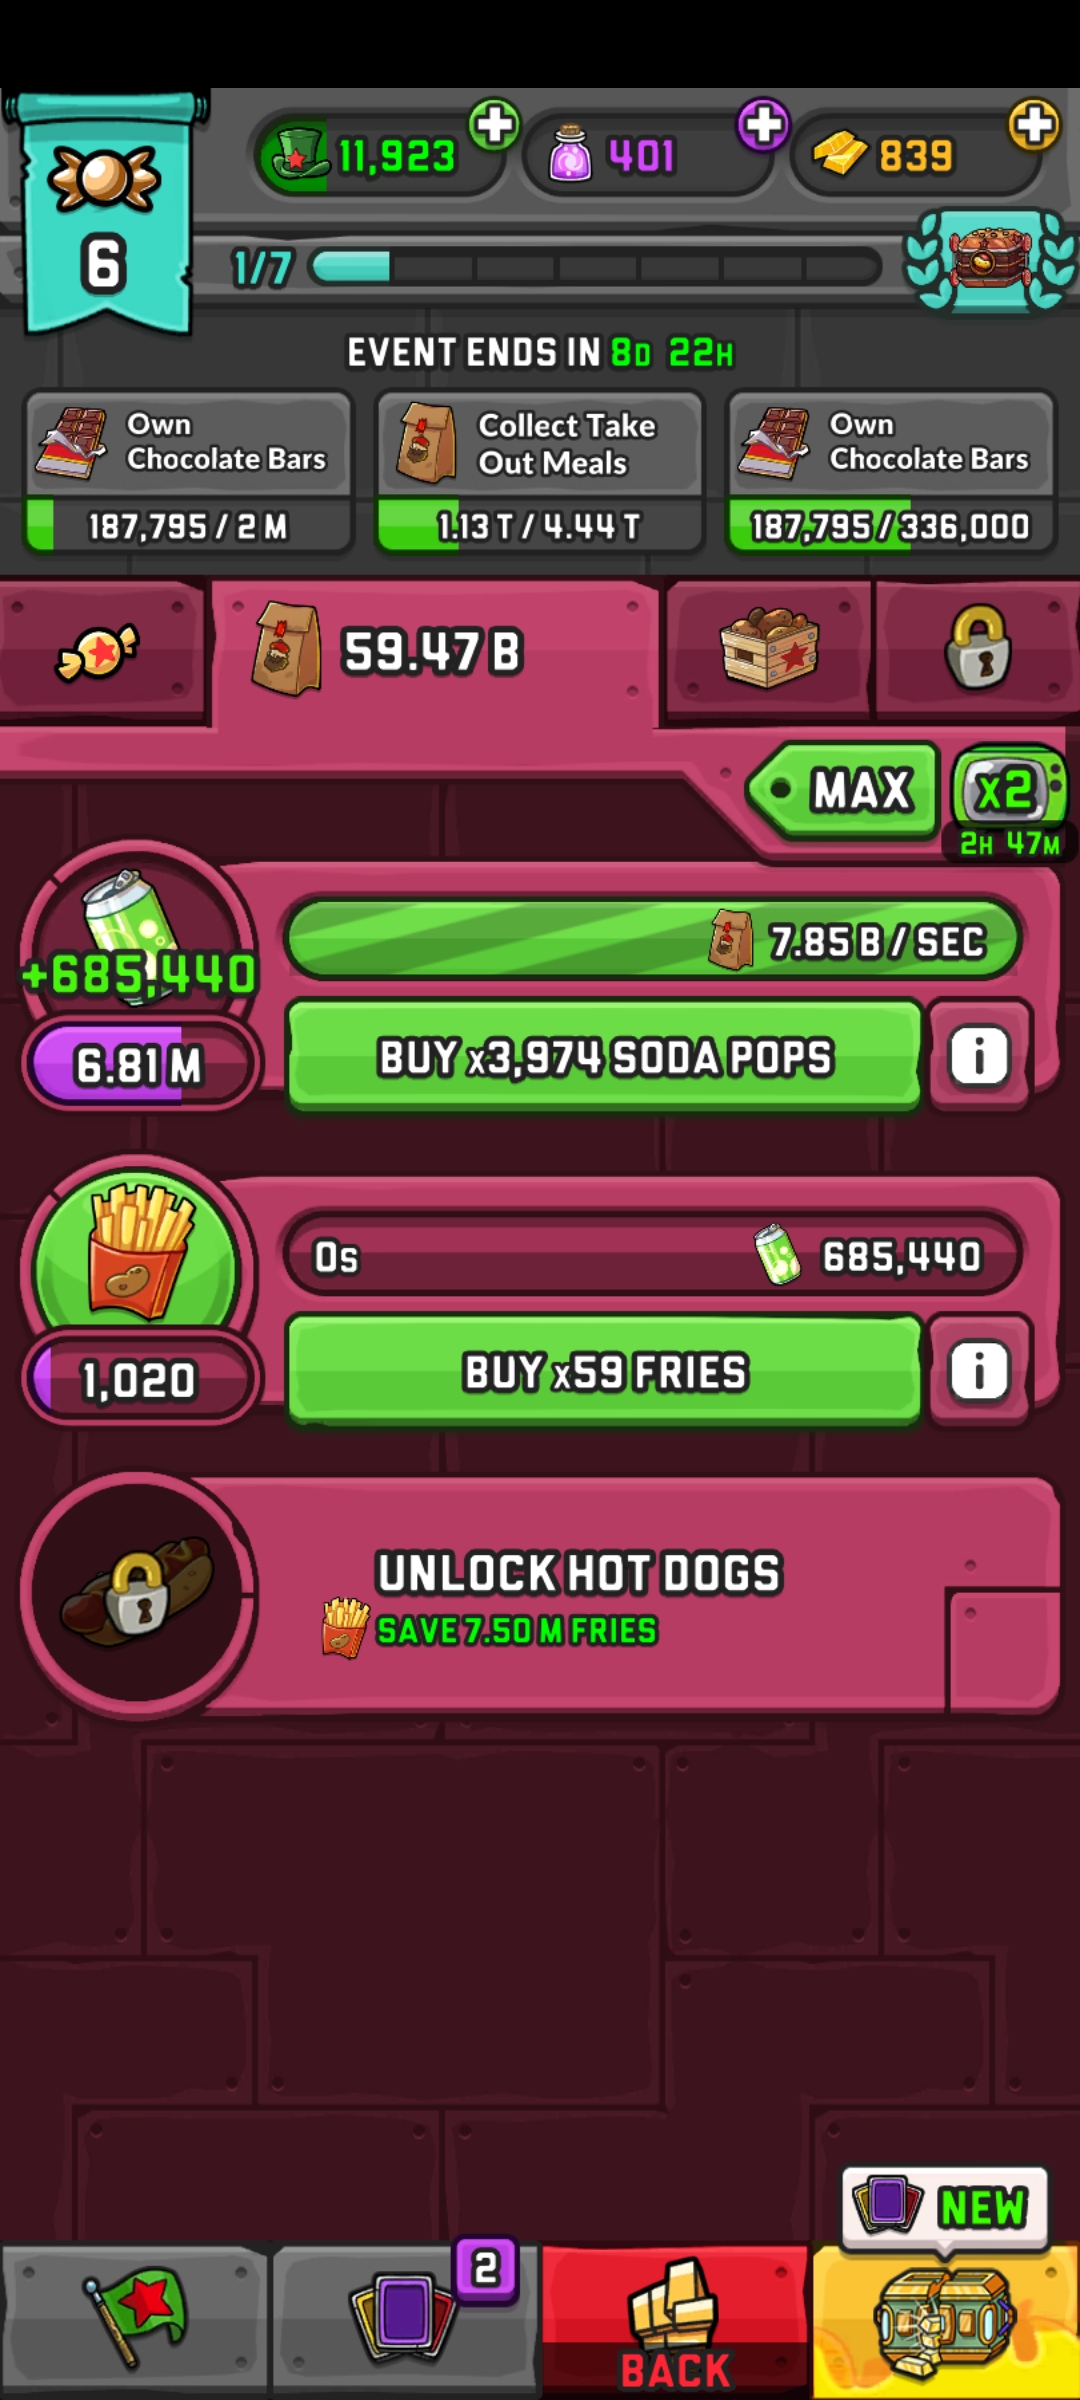 11,923
401
839
6
1/7
EVENT ENDS IN 8D 22H
Own
Chocolate Bars
187,795 / 2 M
Collect Take
Out Meals
1.13 T / 4.44 T
Own
Chocolate Bars
187,795 / 336,000
59.47 B
MAX
x2
2H 47M
+685,440
7.85 B / SEC
6.81 M
BUY x3,974 SODA POPS
i
0s
685,440
1,020
BUY x59 FRIES
i
UNLOCK HOT DOGS
SAVE 7.50 M FRIES
NEW
2
BACK